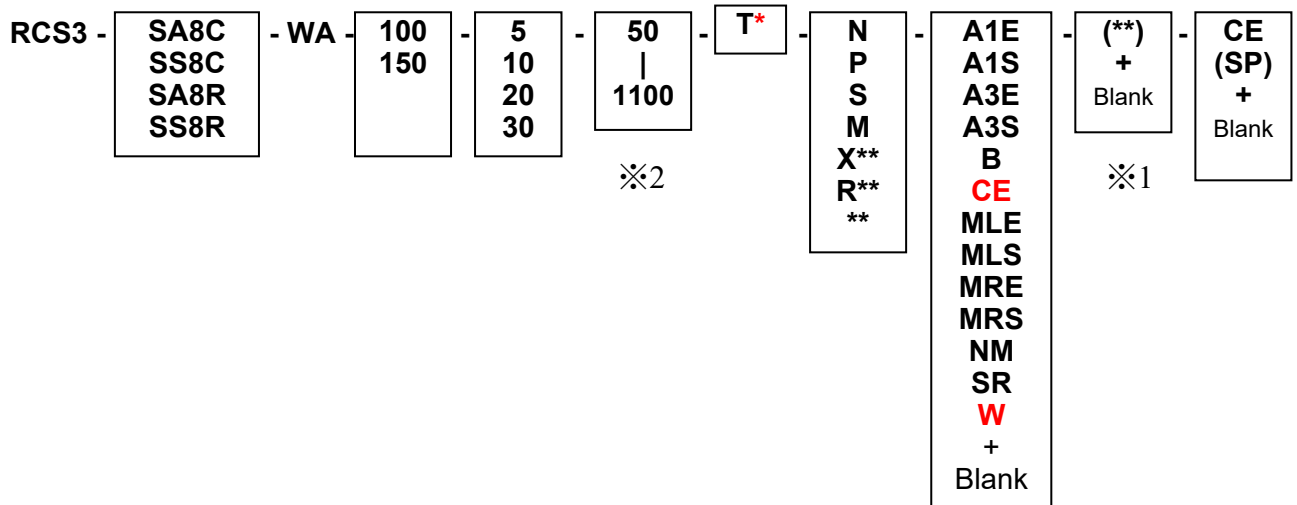 RCS3 - SA8C - WA - 100 - 5 - 50 - T* - N - A1E - (**) - CE
SS8C 150 10 | P A1S + (SP)
SA8R 20 1100 S A3E Blank +
SS8R 30 M A3S Blank
X** B
※2 R** CE ※1
** MLE
MLS
MRE
MRS
NM
SR
W
+
Blank